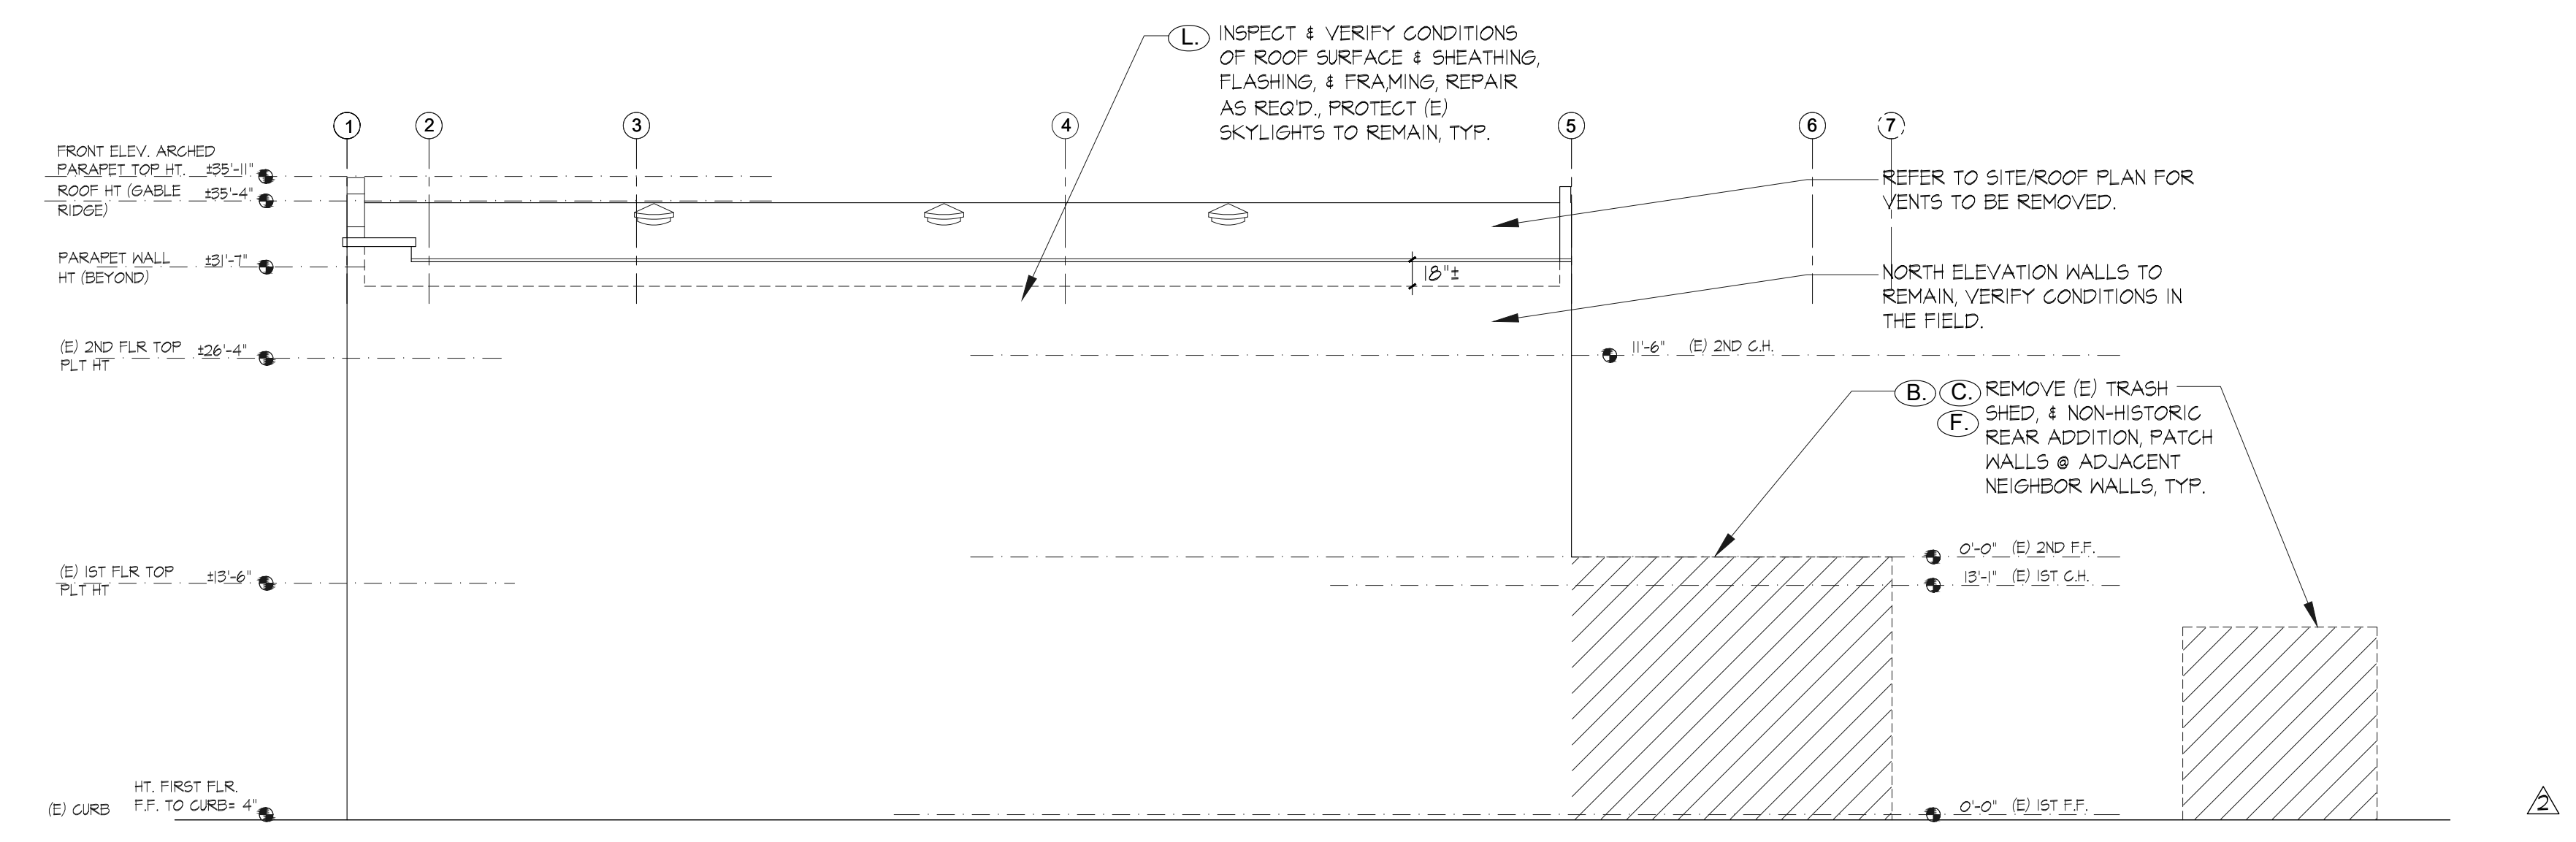 L. INSPECT & VERIFY CONDITIONS
OF ROOF SURFACE & SHEATHING,
FLASHING, & FRA,MING, REPAIR
AS REQ'D., PROTECT (E)
SKYLIGHTS TO REMAIN, TYP.
1 2 3 4 5 6 7
FRONT ELEV. ARCHED
PARAPET TOP HT. ±35'-11"
ROOF HT (GABLE ±35'-4"
RIDGE)
REFER TO SITE/ROOF PLAN FOR
VENTS TO BE REMOVED.
PARAPET WALL ±31'-7"
HT (BEYOND)
18"±
NORTH ELEVATION WALLS TO
REMAIN, VERIFY CONDITIONS IN
THE FIELD.
(E) 2ND FLR TOP ±26'-4"
PLT HT
11'-6" (E) 2ND C.H.
B. C. REMOVE (E) TRASH
F. SHED, & NON-HISTORIC
REAR ADDITION, PATCH
WALLS @ ADJACENT
NEIGHBOR WALLS, TYP.
0'-0" (E) 2ND F.F.
(E) 1ST FLR TOP ±13'-6"
PLT HT
13'-1" (E) 1ST C.H.
HT. FIRST FLR.
(E) CURB F.F. TO CURB= 4"
0'-0" (E) 1ST F.F.
2